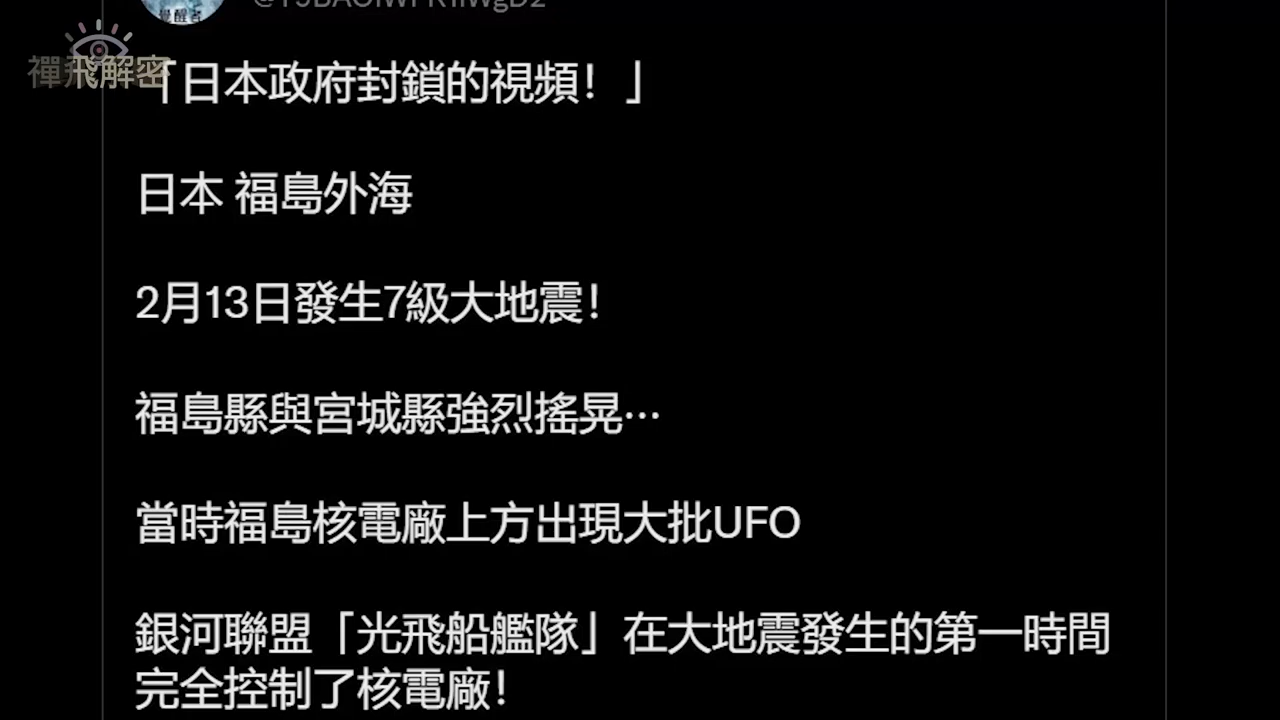 覺醒者
禪飛解密
「日本政府封鎖的視頻！」
日本 福島外海
2月13日發生7級大地震！
福島縣與宮城縣強烈搖晃…
當時福島核電廠上方出現大批UFO
銀河聯盟「光飛船艦隊」在大地震發生的第一時間
完全控制了核電廠！